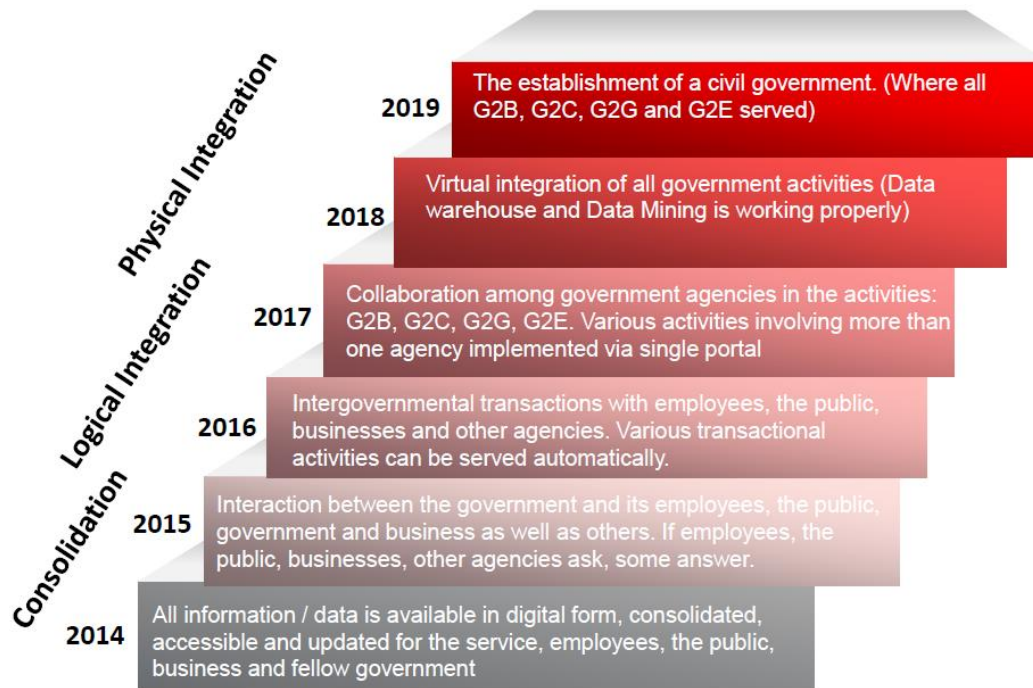 Physical Integration
Logical Integration
Consolidation
2019
The establishment of a civil government. (Where all
G2B, G2C, G2G and G2E served)
2018
Virtual integration of all government activities (Data
warehouse and Data Mining is working properly)
2017
Collaboration among government agencies in the activities:
G2B, G2C, G2G, G2E. Various activities involving more than
one agency implemented via single portal
2016
Intergovernmental transactions with employees, the public,
businesses and other agencies. Various transactional
activities can be served automatically.
2015
Interaction between the government and its employees, the public,
government and business as well as others. If employees, the
public, businesses, other agencies ask, some answer.
2014
All information / data is available in digital form, consolidated,
accessible and updated for the service, employees, the public,
business and fellow government